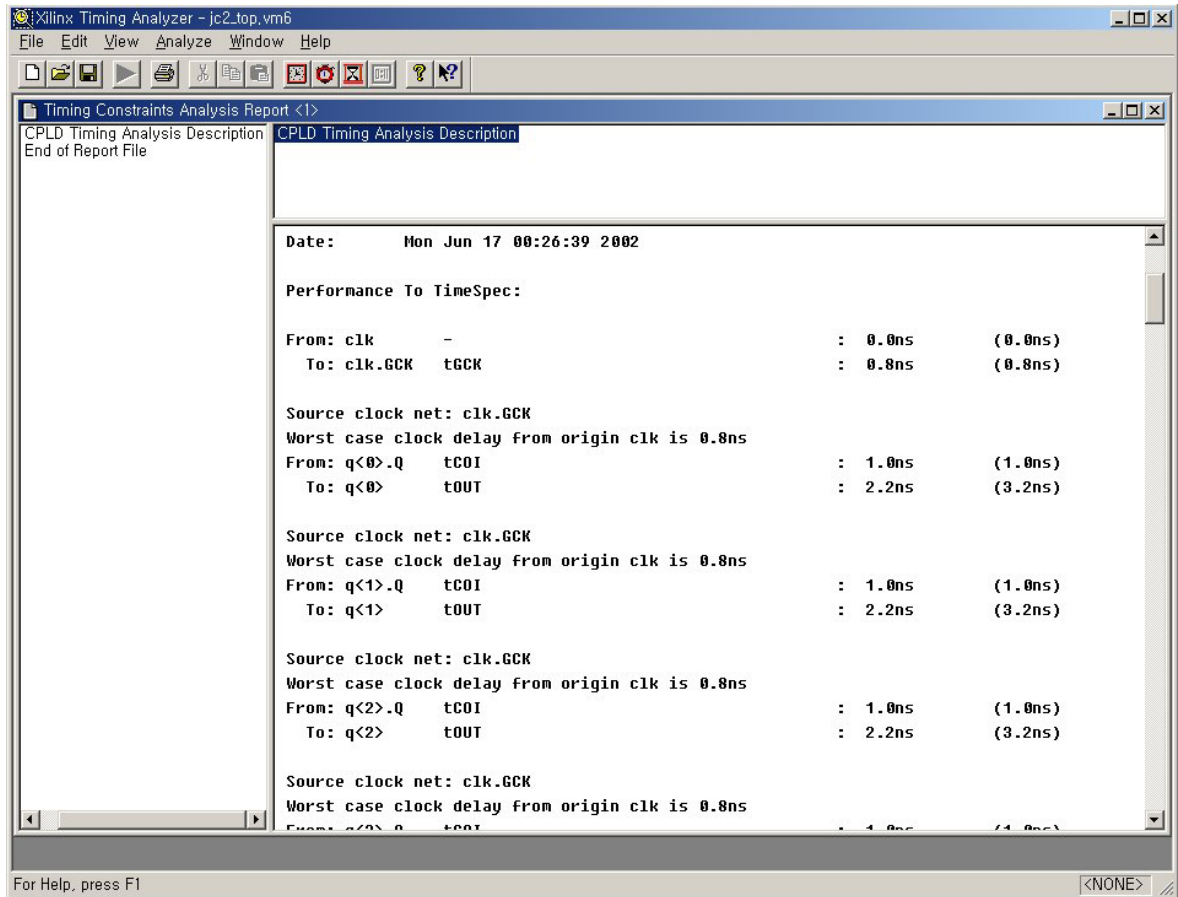 Xilinx Timing Analyzer - jc2_top.vm6
File Edit View Analyze Window Help
Timing Constraints Analysis Report <1>
CPLD Timing Analysis Description
End of Report File
CPLD Timing Analysis Description
Date: Mon Jun 17 00:26:39 2002
Performance To TimeSpec:
From: clk - : 0.0ns (0.0ns)
To: clk.GCK tGCK : 0.8ns (0.8ns)
Source clock net: clk.GCK
Worst case clock delay from origin clk is 0.8ns
From: q<0>.Q tCOI : 1.0ns (1.0ns)
To: q<0> tOUT : 2.2ns (3.2ns)
Source clock net: clk.GCK
Worst case clock delay from origin clk is 0.8ns
From: q<1>.Q tCOI : 1.0ns (1.0ns)
To: q<1> tOUT : 2.2ns (3.2ns)
Source clock net: clk.GCK
Worst case clock delay from origin clk is 0.8ns
From: q<2>.Q tCOI : 1.0ns (1.0ns)
To: q<2> tOUT : 2.2ns (3.2ns)
Source clock net: clk.GCK
Worst case clock delay from origin clk is 0.8ns
For Help, press F1
<NONE>